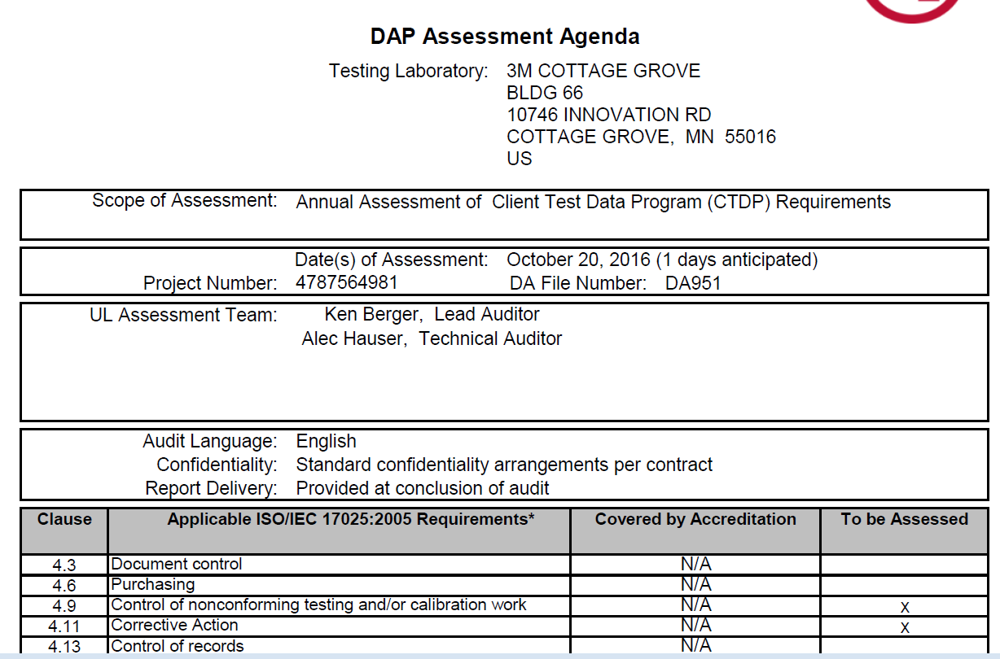 DAP Assessment Agenda
Testing Laboratory: 3M COTTAGE GROVE
BLDG 66
10746 INNOVATION RD
COTTAGE GROVE, MN 55016
US
Scope of Assessment: Annual Assessment of Client Test Data Program (CTDP) Requirements
Date(s) of Assessment: October 20, 2016 (1 days anticipated)
Project Number: 4787564981 DA File Number: DA951
UL Assessment Team: Ken Berger, Lead Auditor
Alec Hauser, Technical Auditor
Audit Language: English
Confidentiality: Standard confidentiality arrangements per contract
Report Delivery: Provided at conclusion of audit
Clause Applicable ISO/IEC 17025:2005 Requirements* Covered by Accreditation To be Assessed
4.3 Document control N/A
4.6 Purchasing N/A
4.9 Control of nonconforming testing and/or calibration work N/A x
4.11 Corrective Action N/A x
4.13 Control of records N/A